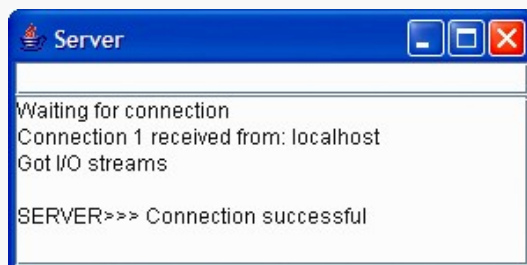 Server
Waiting for connection
Connection 1 received from: localhost
Got I/O streams
SERVER>>> Connection successful